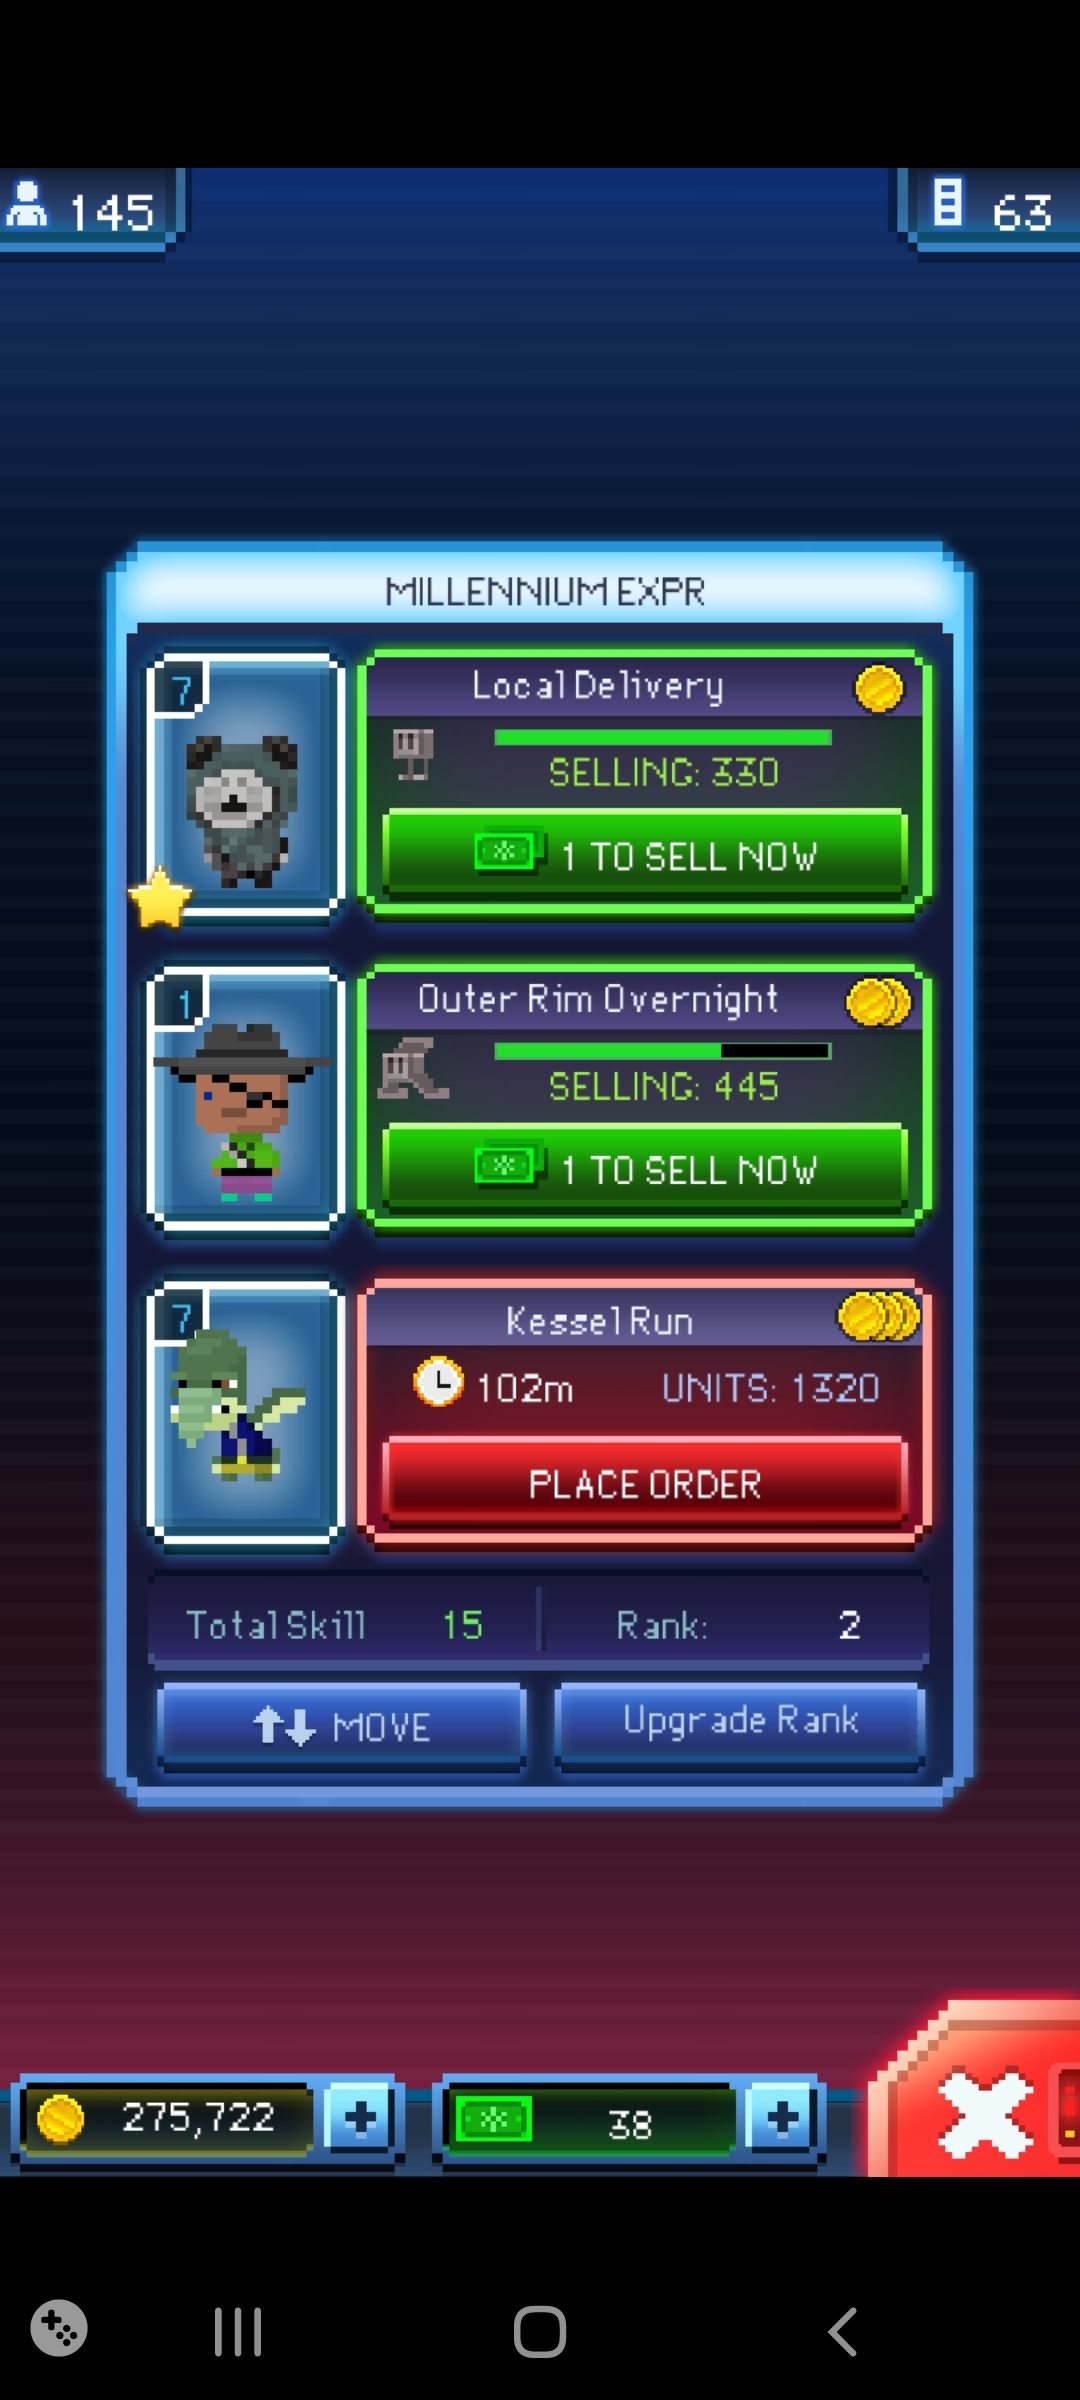 145
63
MILLENNIUM EXPR
7
Local Delivery
SELLING: 330
1 TO SELL NOW
1
Outer Rim Overnight
SELLING: 445
1 TO SELL NOW
7
Kessel Run
102m UNITS: 1320
PLACE ORDER
Total Skill 15 Rank: 2
MOVE Upgrade Rank
275,722 38